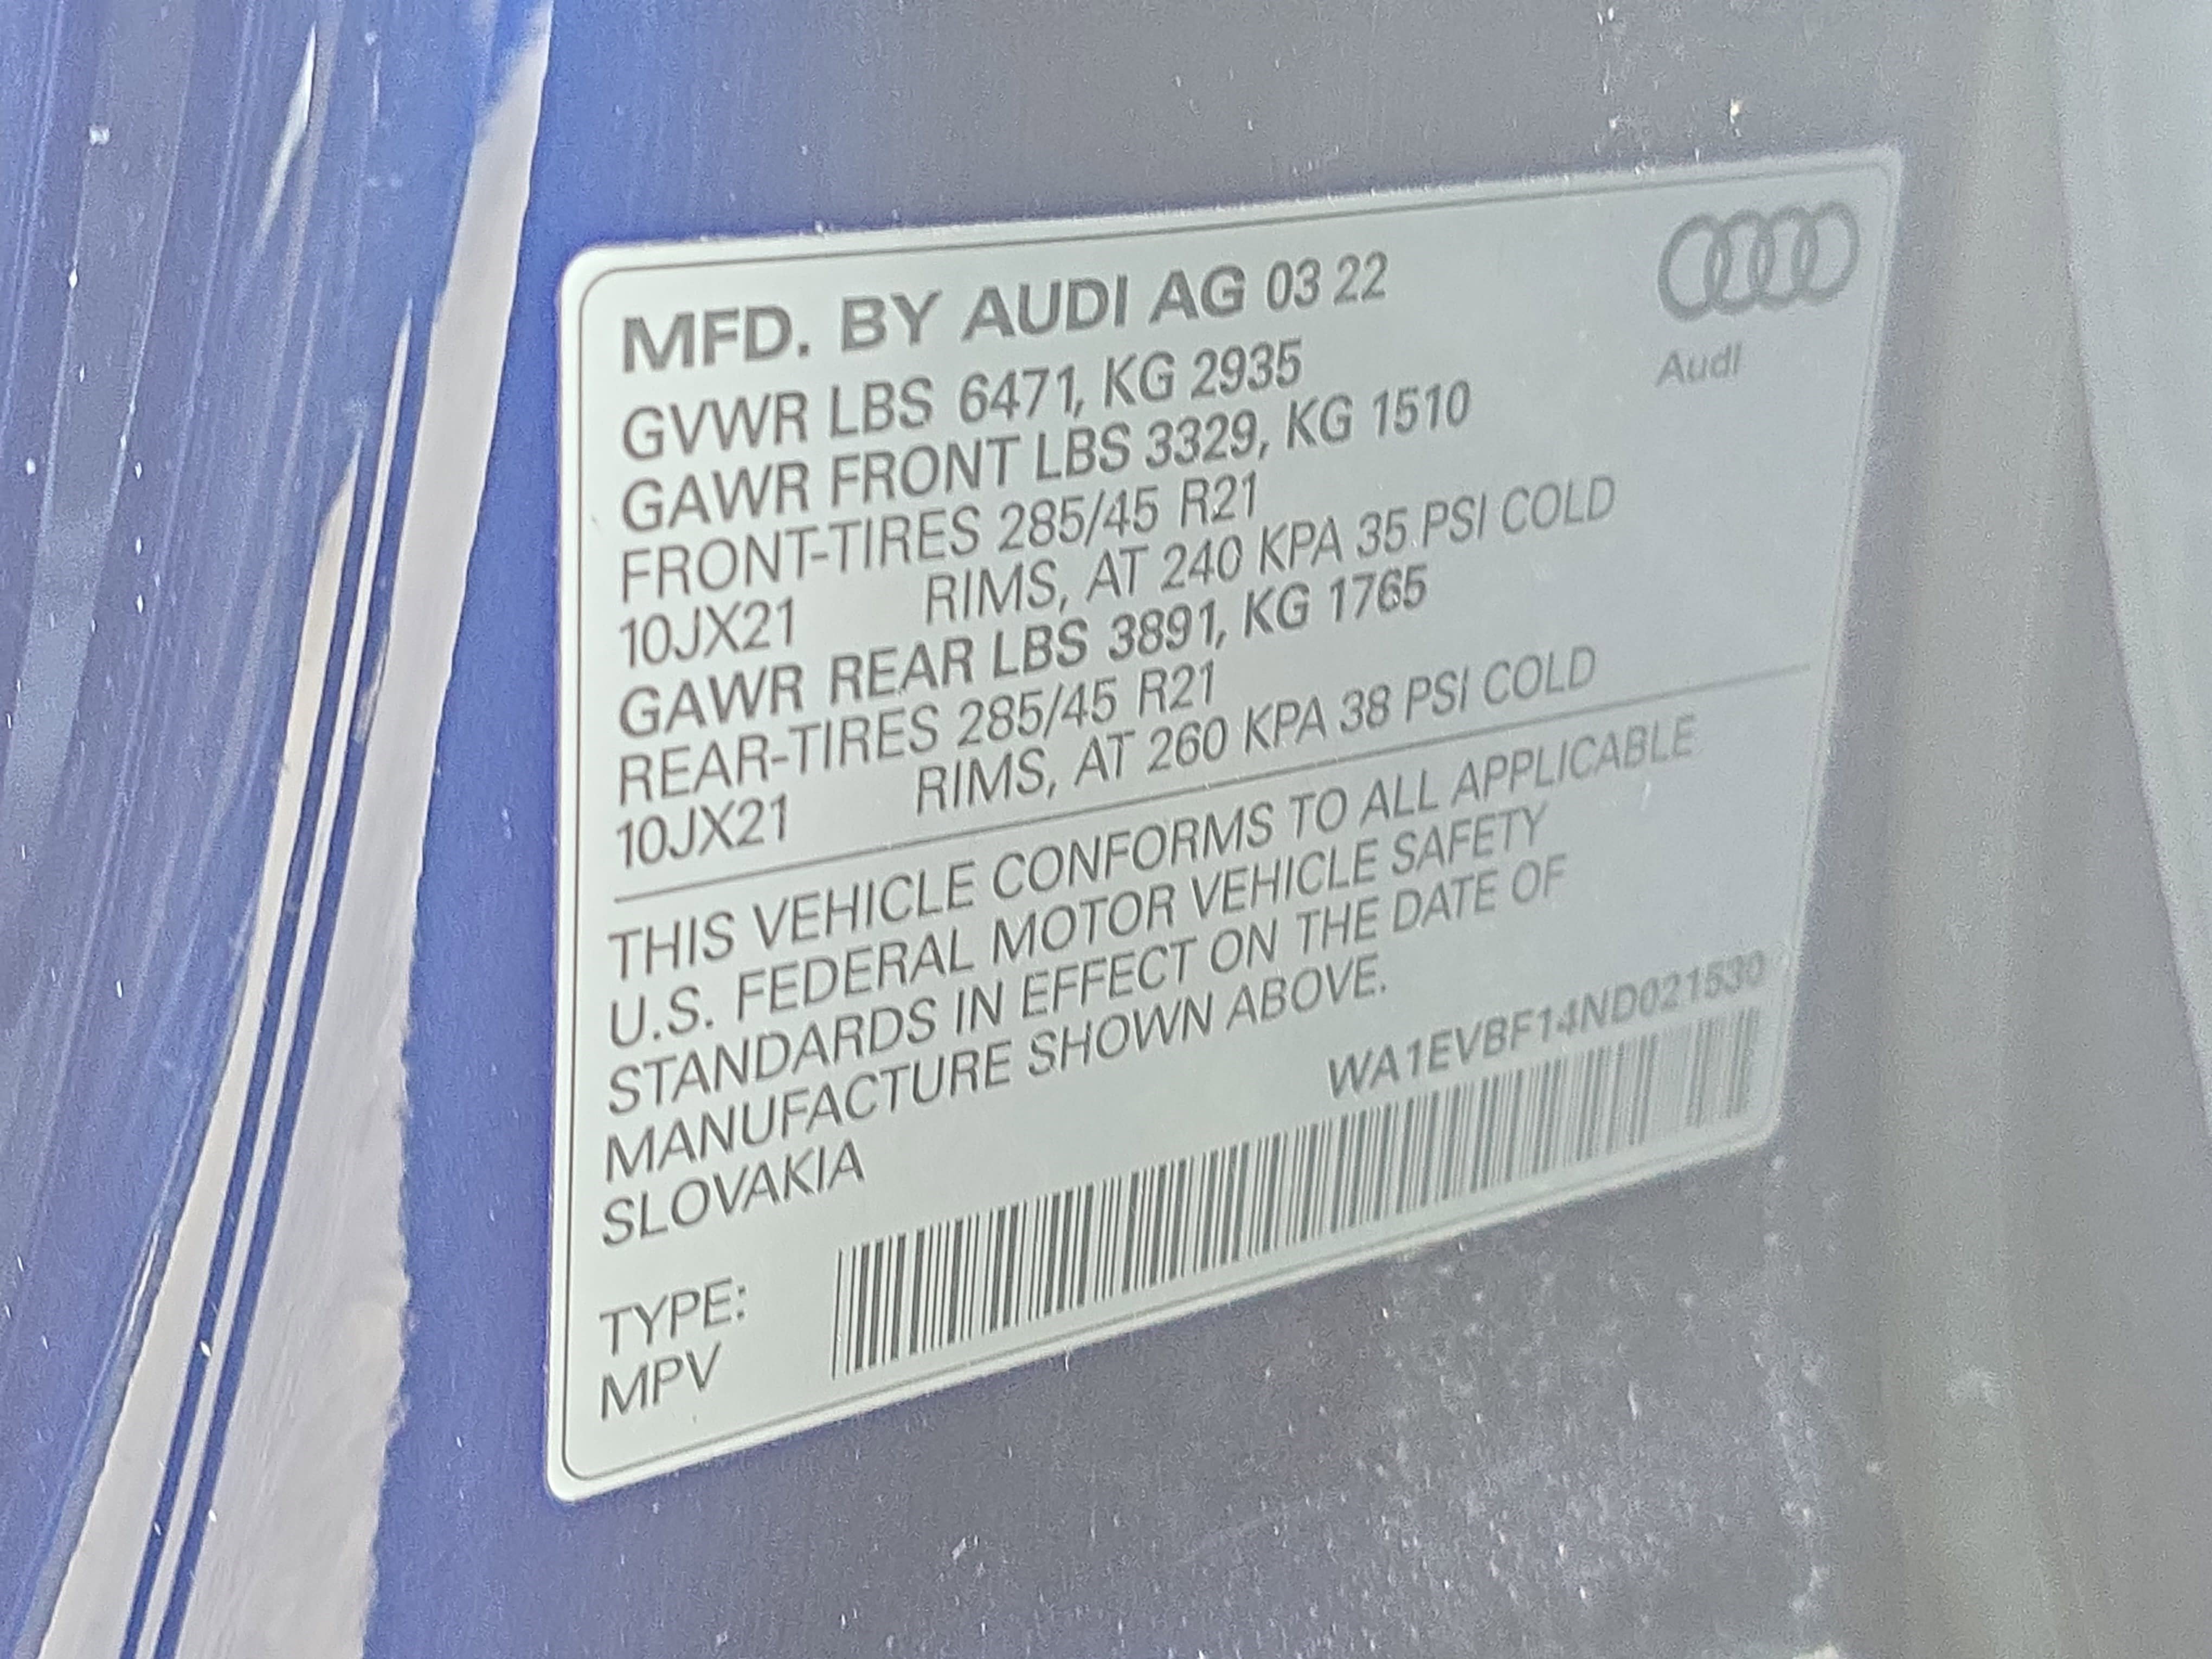 MFD. BY AUDI AG 03 22
Audi
GVWR LBS 6471, KG 2935
GAWR FRONT LBS 3329, KG 1510
FRONT-TIRES 285/45 R21
10JX21 RIMS, AT 240 KPA 35 PSI COLD
GAWR REAR LBS 3891, KG 1765
REAR-TIRES 285/45 R21
10JX21 RIMS, AT 260 KPA 38 PSI COLD
THIS VEHICLE CONFORMS TO ALL APPLICABLE
U.S. FEDERAL MOTOR VEHICLE SAFETY
STANDARDS IN EFFECT ON THE DATE OF
MANUFACTURE SHOWN ABOVE.
SLOVAKIA
WA1EVBF14ND021530
TYPE:
MPV